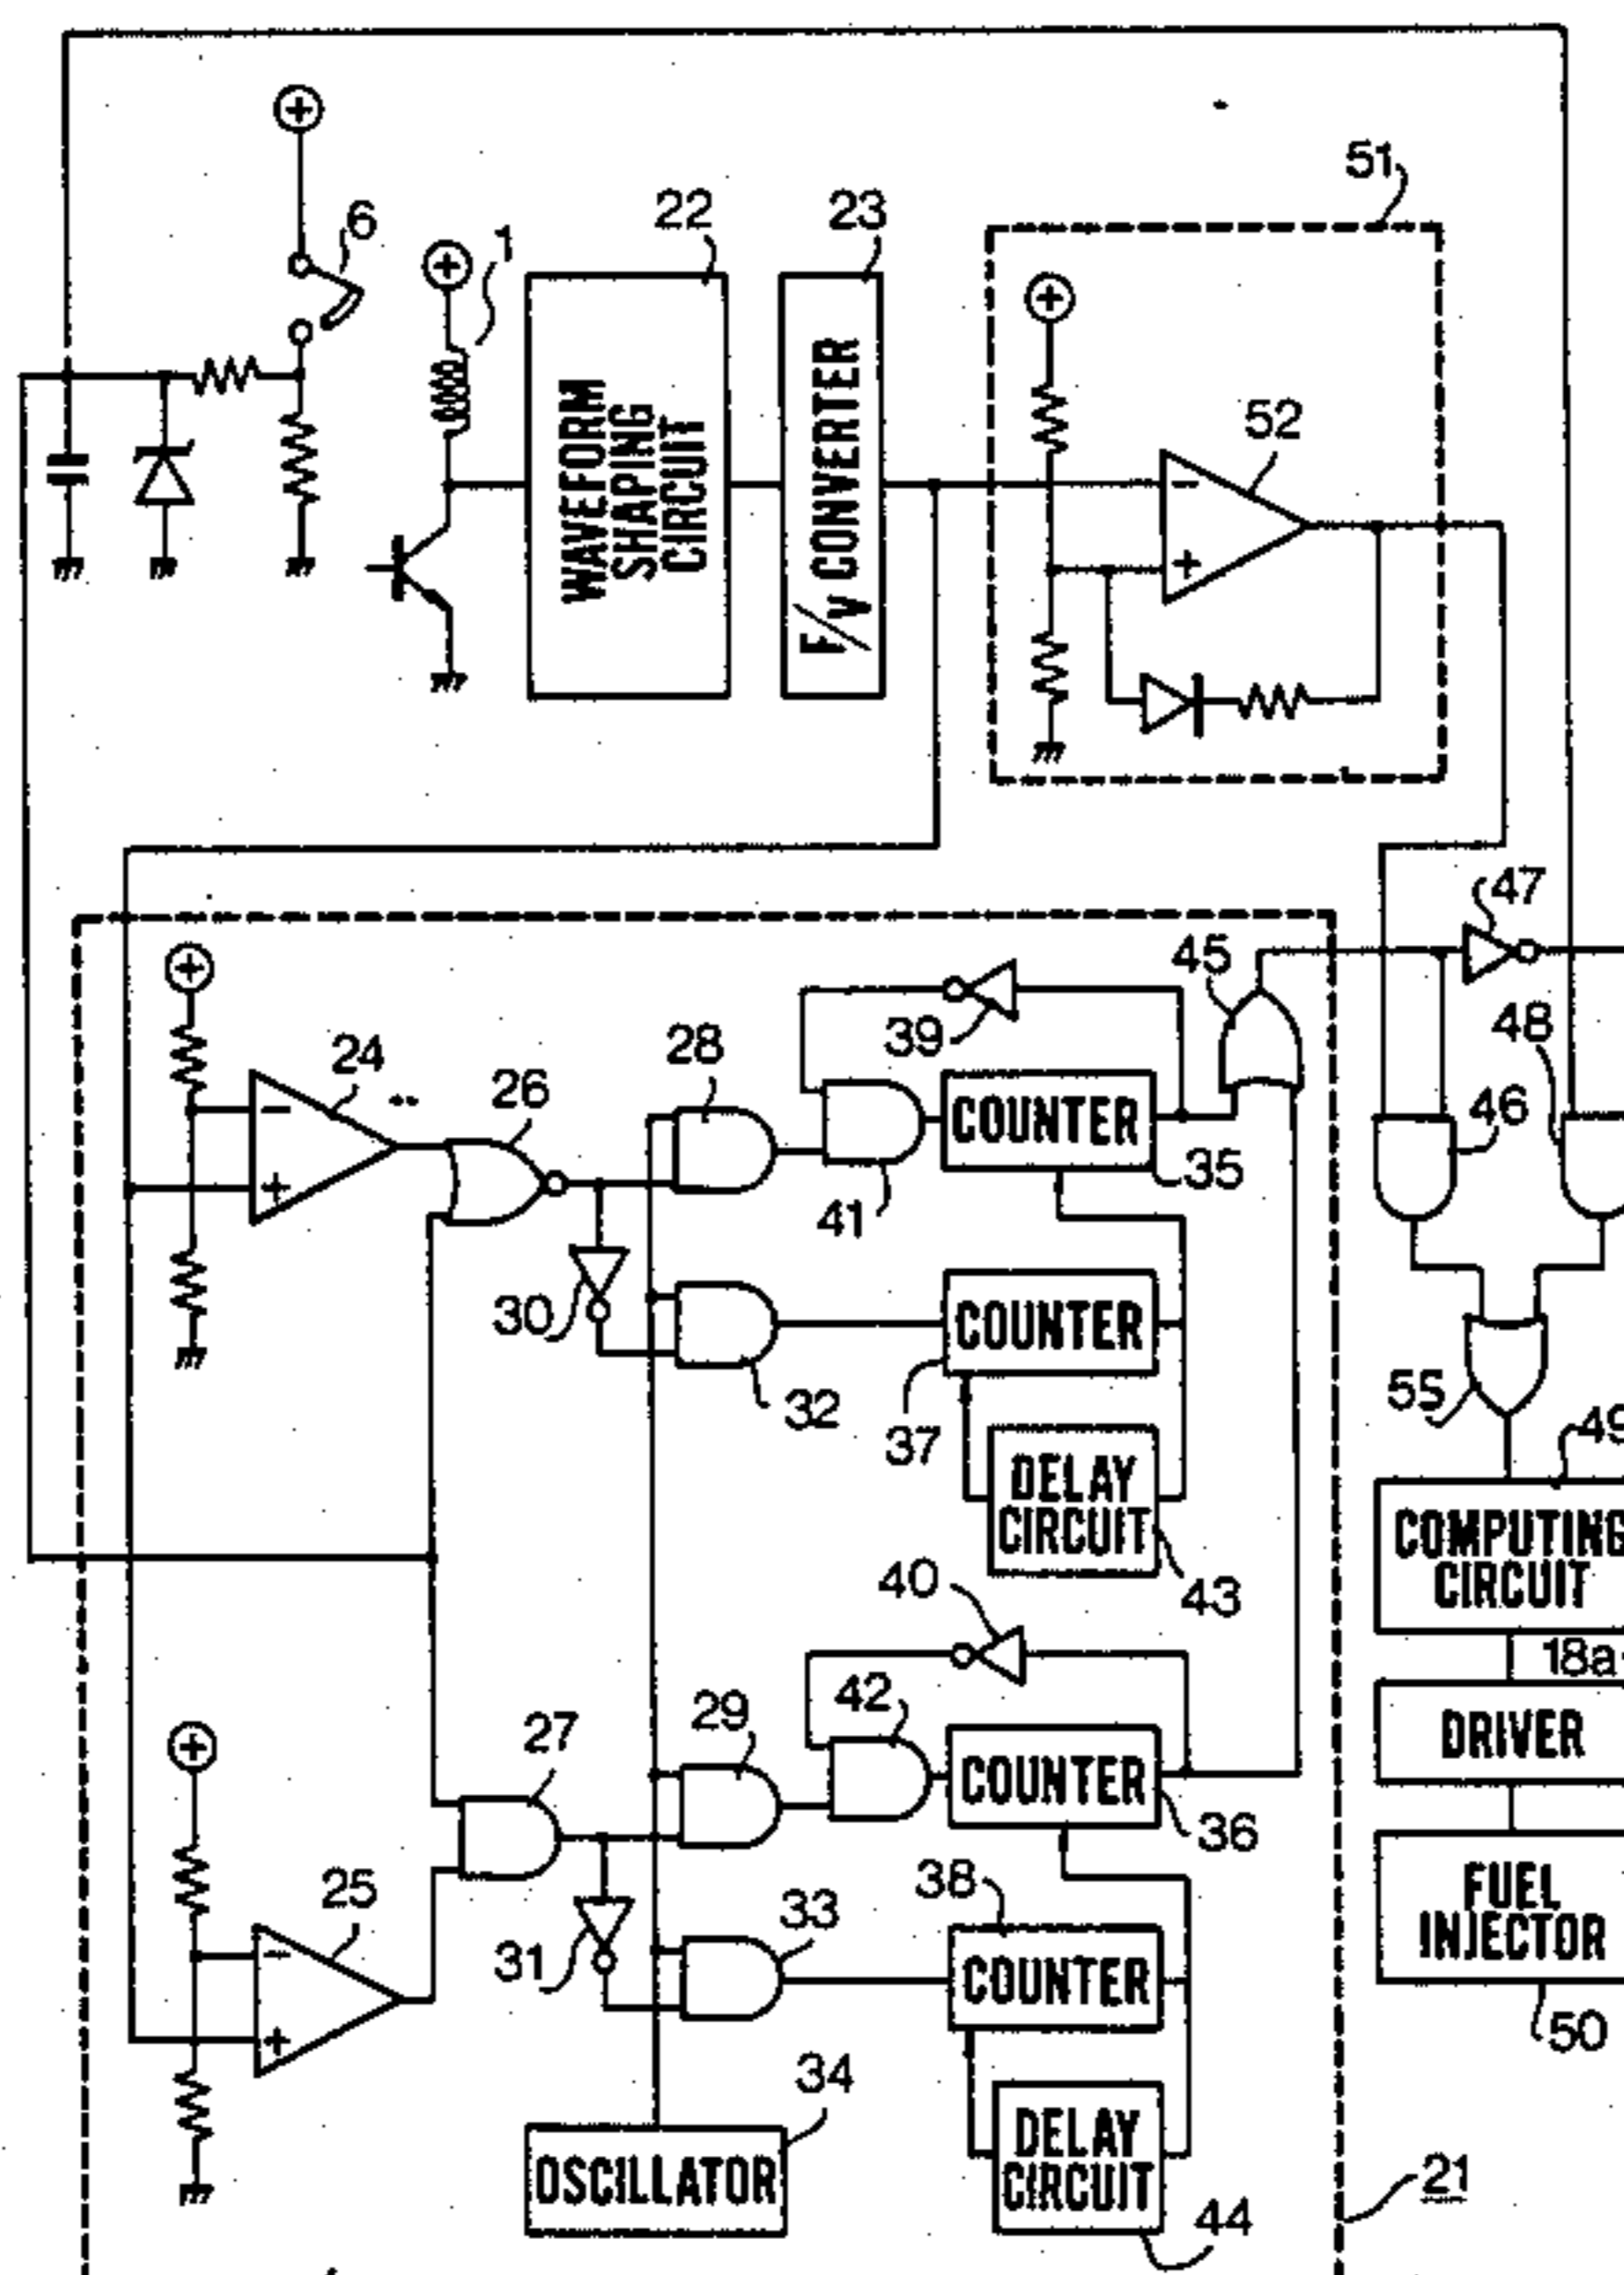 51
6
1
22
23
WAVEFORM
SHAPING
CIRCUIT
F/V CONVERTER
52
-
+
47
45
39
48
24
26
28
46
-
+
COUNTER
35
41
30
COUNTER
32
37
55
49
DELAY
CIRCUIT
43
COMPUTING
CIRCUIT
40
18a
42
29
27
DRIVER
COUNTER
36
25
38
33
FUEL
INJECTOR
-
+
31
COUNTER
50
34
OSCILLATOR
DELAY
CIRCUIT
21
44